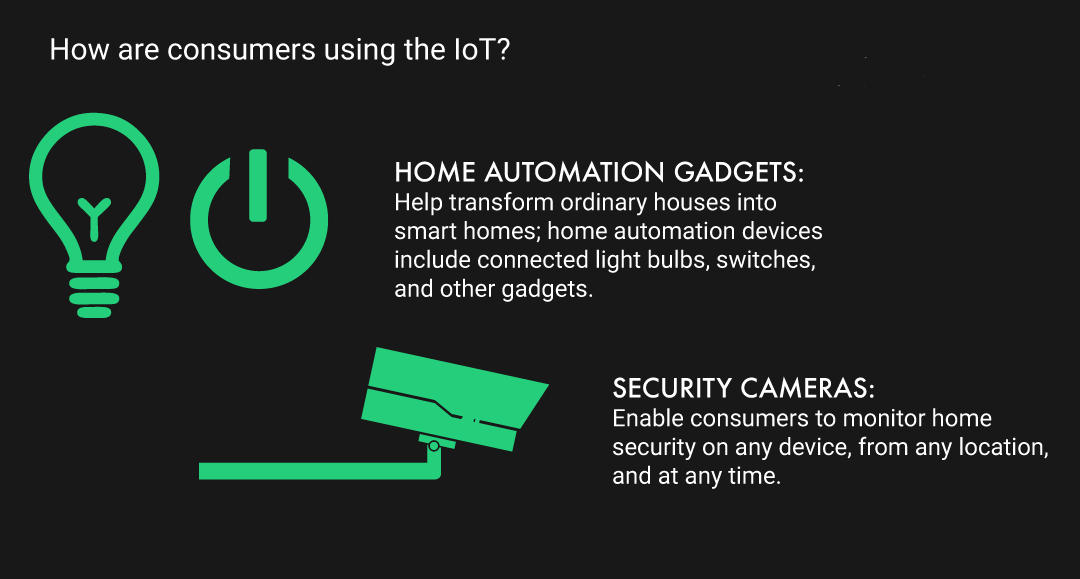 How are consumers using the IoT?
HOME AUTOMATION GADGETS:
Help transform ordinary houses into
smart homes; home automation devices
include connected light bulbs, switches,
and other gadgets.
SECURITY CAMERAS:
Enable consumers to monitor home
security on any device, from any location,
and at any time.